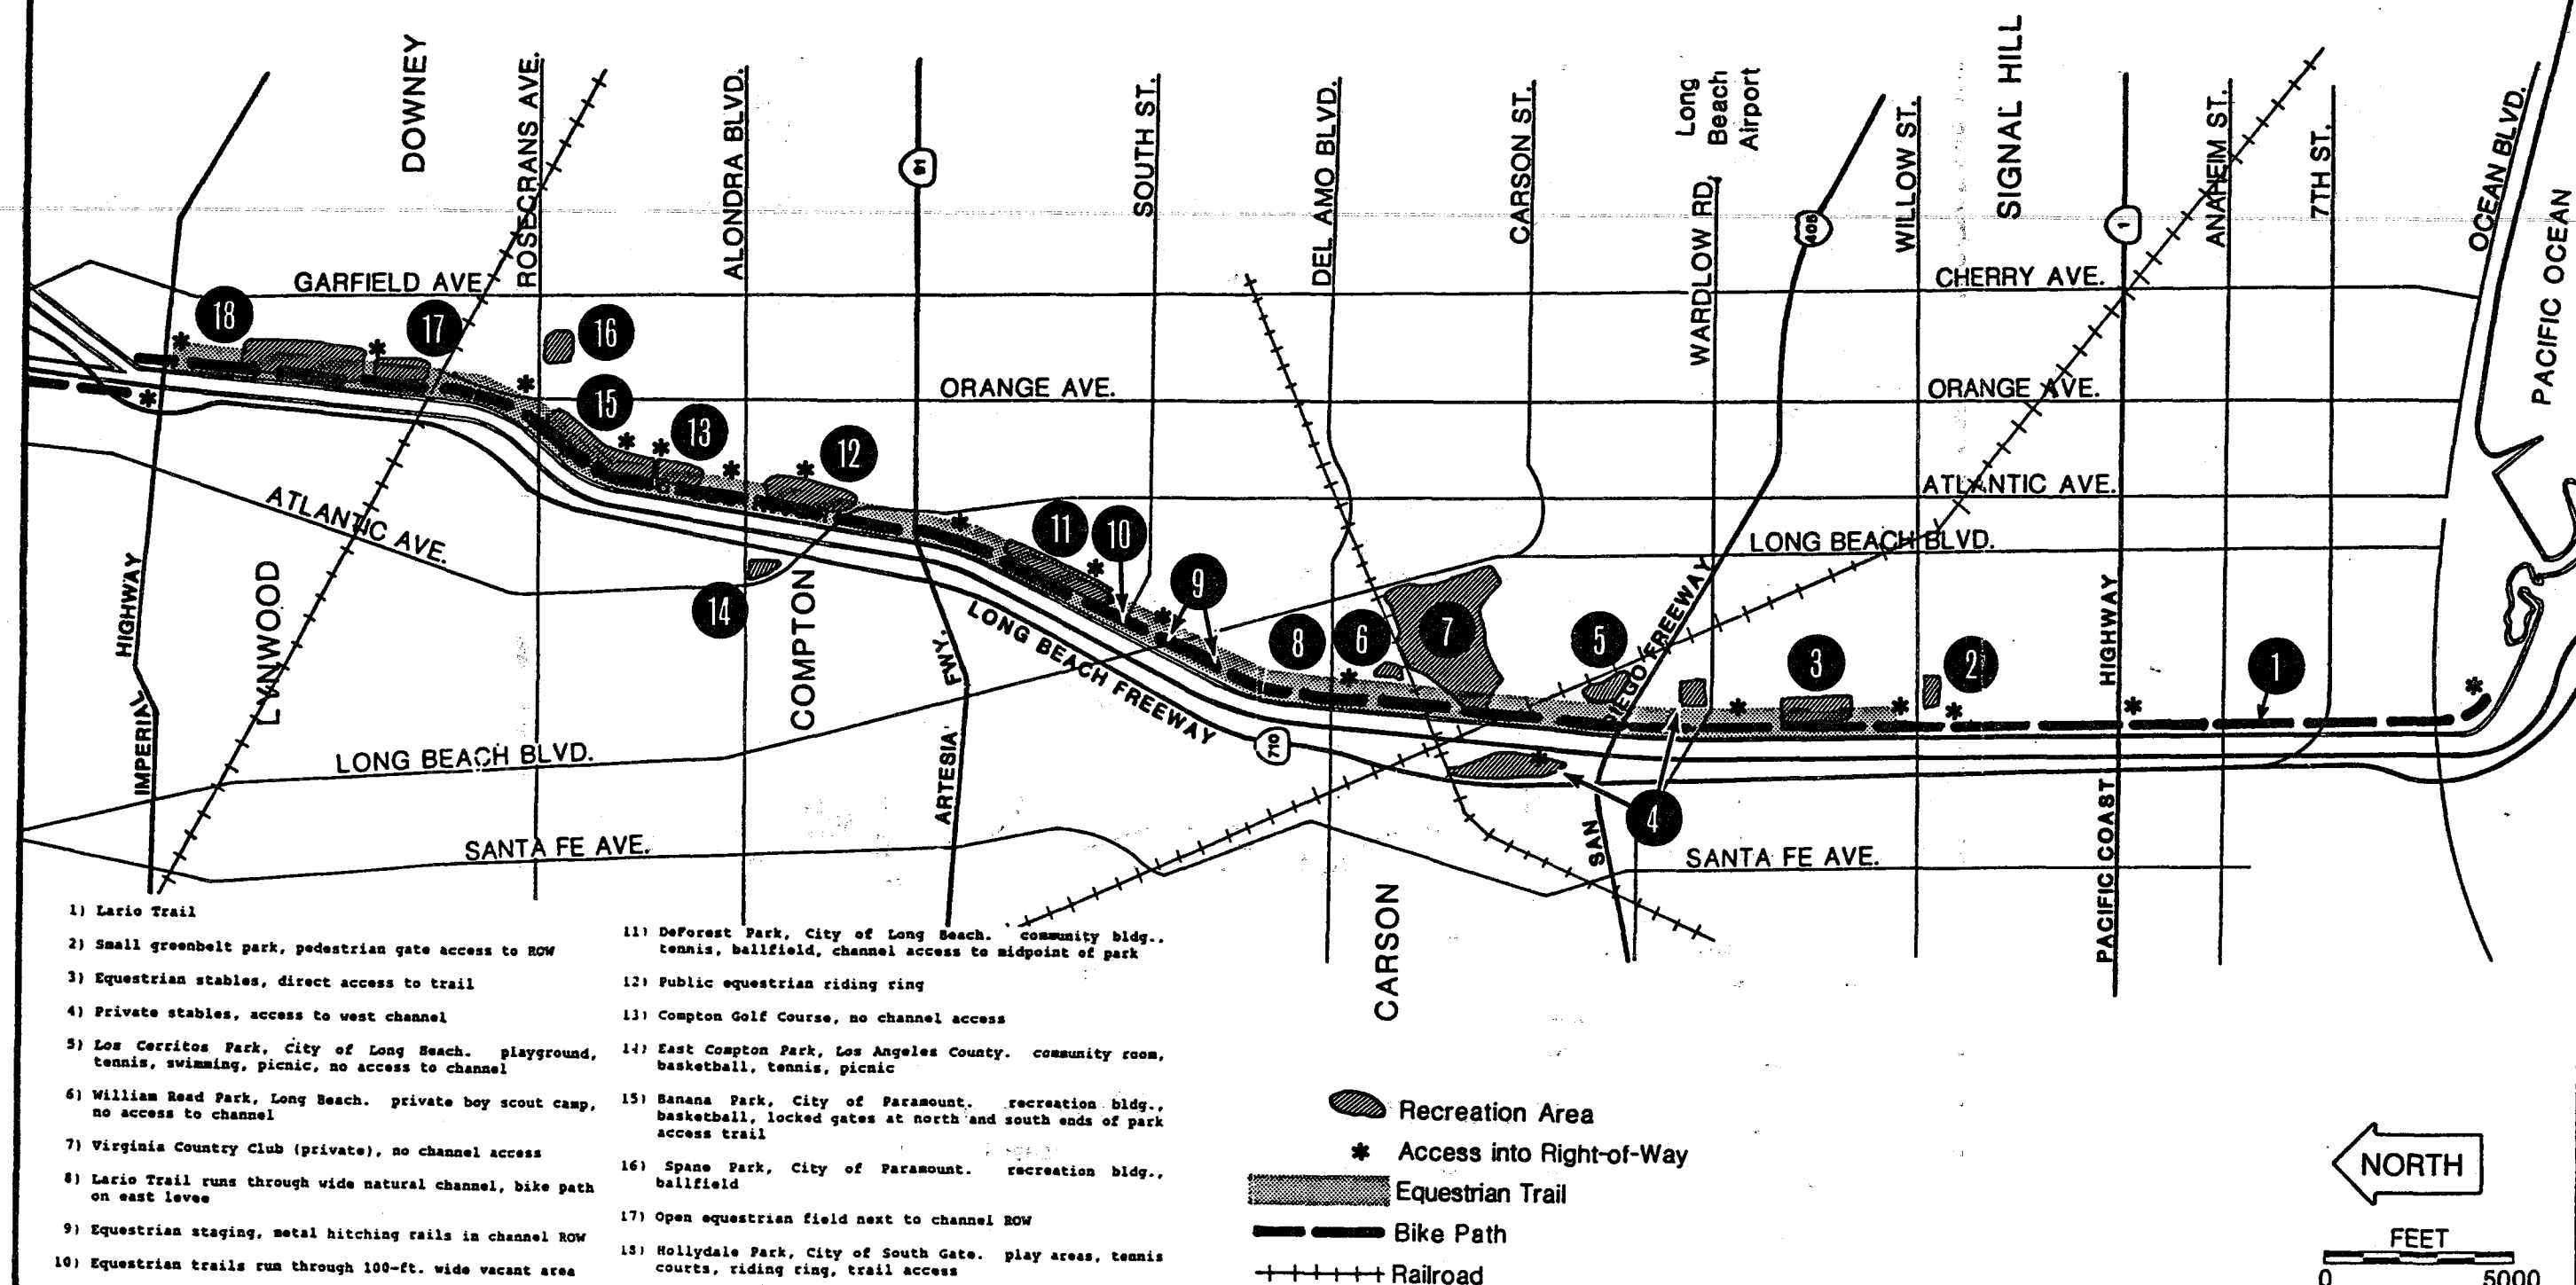 DOWNEY
ROSECRANS AVE.
ALONDRA BLVD.
91
SOUTH ST.
DEL AMO BLVD.
CARSON ST.
Long
Beach
Airport
WARDLOW RD.
405
WILLOW ST.
SIGNAL HILL
1
ANAHEIM ST.
7TH ST.
OCEAN BLVD.
PACIFIC OCEAN
GARFIELD AVE.
CHERRY AVE.
18
17
16
15
13
12
ORANGE AVE.
ORANGE AVE.
ATLANTIC AVE.
ATLANTIC AVE.
11
10
9
LONG BEACH BLVD.
HIGHWAY
IMPERIAL
LYNWOOD
14
COMPTON
LONG BEACH FREEWAY
FWY.
ARTESIA
710
8
6
7
5
SAN
DIEGO FREEWAY
3
2
1
4
HIGHWAY
PACIFIC COAST
LONG BEACH BLVD.
SANTA FE AVE.
SANTA FE AVE.
CARSON
1) Lario Trail
2) Small greenbelt park, pedestrian gate access to ROW
3) Equestrian stables, direct access to trail
4) Private stables, access to west channel
5) Los Cerritos Park, City of Long Beach. playground,
tennis, swimming, picnic, no access to channel
6) William Read Park, Long Beach. private boy scout camp,
no access to channel
7) Virginia Country Club (private), no channel access
8) Lario Trail runs through wide natural channel, bike path
on east levee
9) Equestrian staging, metal hitching rails in channel ROW
10) Equestrian trails run through 100-ft. wide vacant area
11) DeForest Park, City of Long Beach. community bldg.,
tennis, ballfield, channel access to midpoint of park
12) Public equestrian riding ring
13) Compton Golf Course, no channel access
14) East Compton Park, Los Angeles County. community room,
basketball, tennis, picnic
15) Banana Park, City of Paramount. recreation bldg.,
basketball, locked gates at north and south ends of park
access trail
16) Spane Park, City of Paramount. recreation bldg.,
ballfield
17) Open equestrian field next to channel ROW
18) Hollydale Park, City of South Gate. play areas, tennis
courts, riding ring, trail access
Recreation Area
* Access into Right-of-Way
Equestrian Trail
Bike Path
Railroad
NORTH
FEET
0 5000